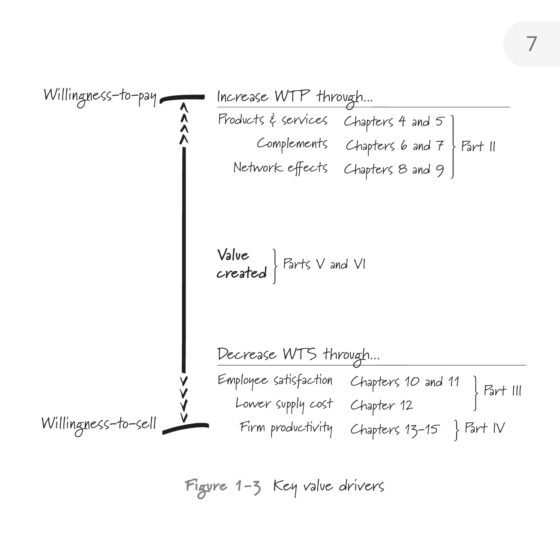 7
Willingness-to-pay
Increase WTP through...
Products & services Chapters 4 and 5
Complements Chapters 6 and 7 Part II
Network effects Chapters 8 and 9
Value
created Parts V and VI
Decrease WTS through...
Employee satisfaction Chapters 10 and 11
Part III
Lower supply cost Chapter 12
Willingness-to-sell
Firm productivity Chapters 13-15 Part IV
Figure 1-3 Key value drivers